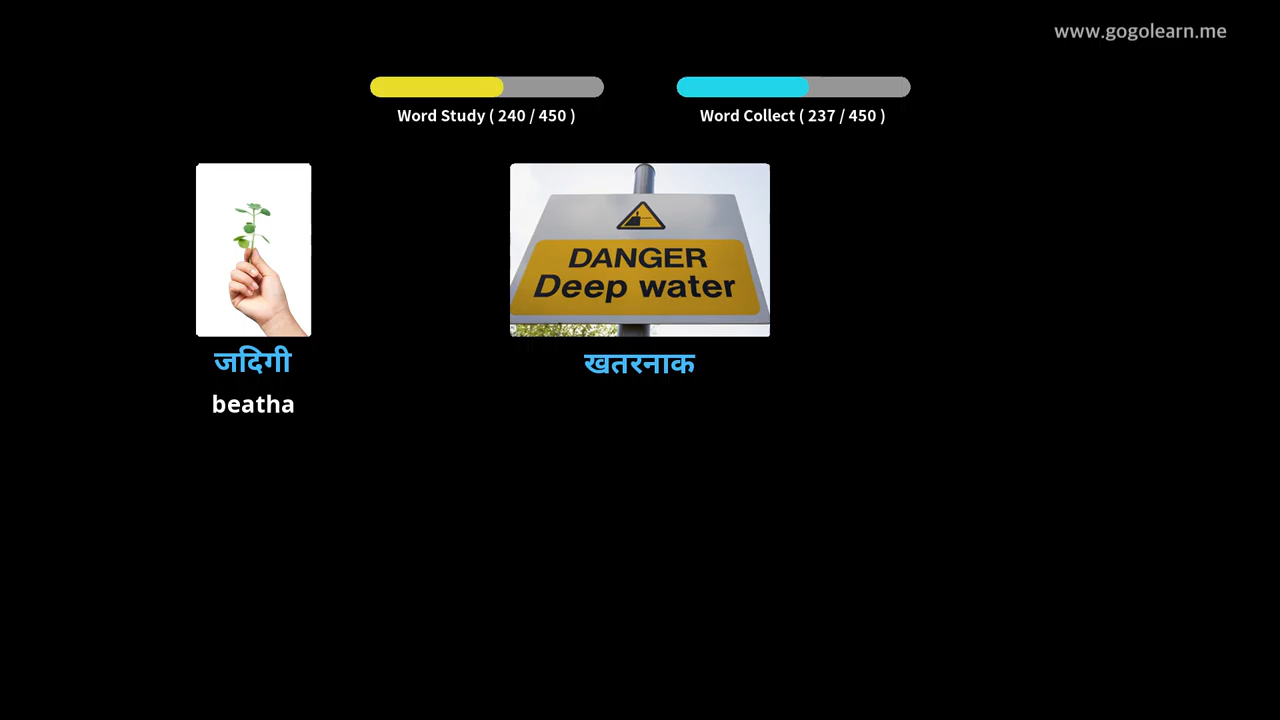 www.gogolearn.me
Word Study ( 240 / 450 )
Word Collect ( 237 / 450 )
DANGER
Deep water
जदिगी
खतरनाक
beatha